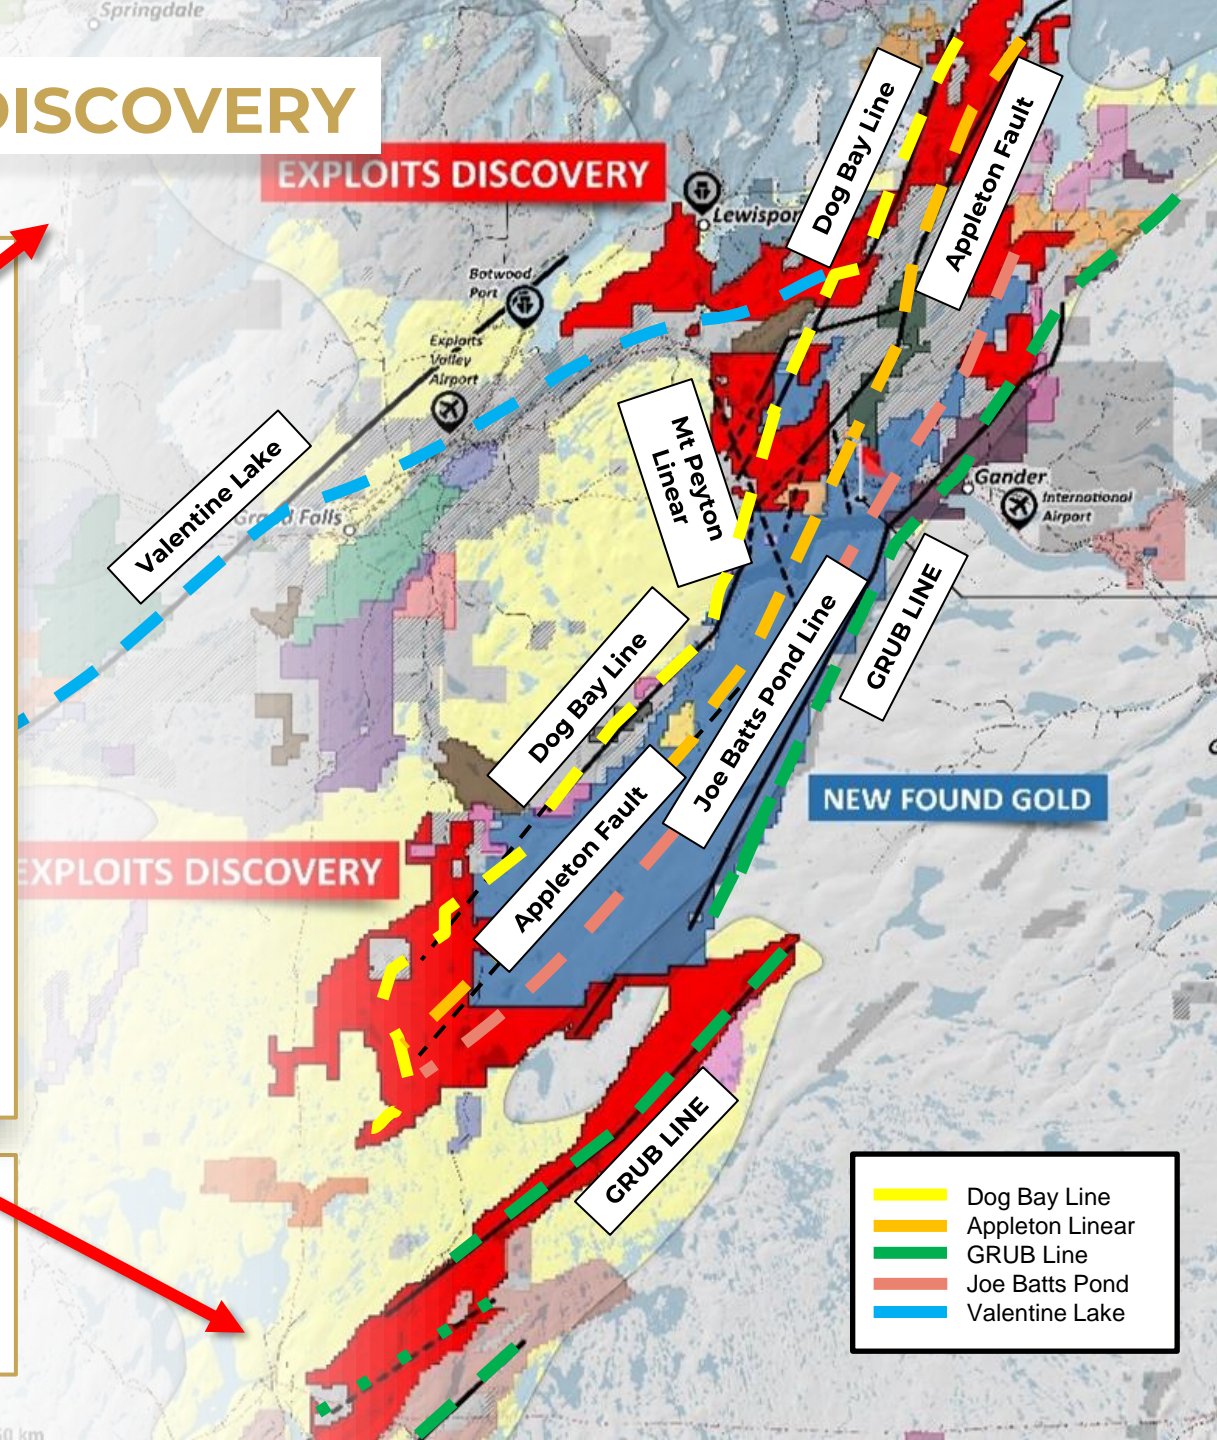 Springdale
DISCOVERY
EXPLOITS DISCOVERY
Dog Bay Line
Appleton Fault
Botwood
Port
Exploits
Valley
Airport
Mt Peyton
Linear
Valentine Lake
Falls
Gander
International
Airport
GRUB LINE
Dog Bay Line
Joe Batts Pond Line
Appleton Fault
NEW FOUND GOLD
EXPLOITS DISCOVERY
GRUB LINE
Dog Bay Line
Appleton Linear
GRUB Line
Joe Batts Pond
Valentine Lake
km